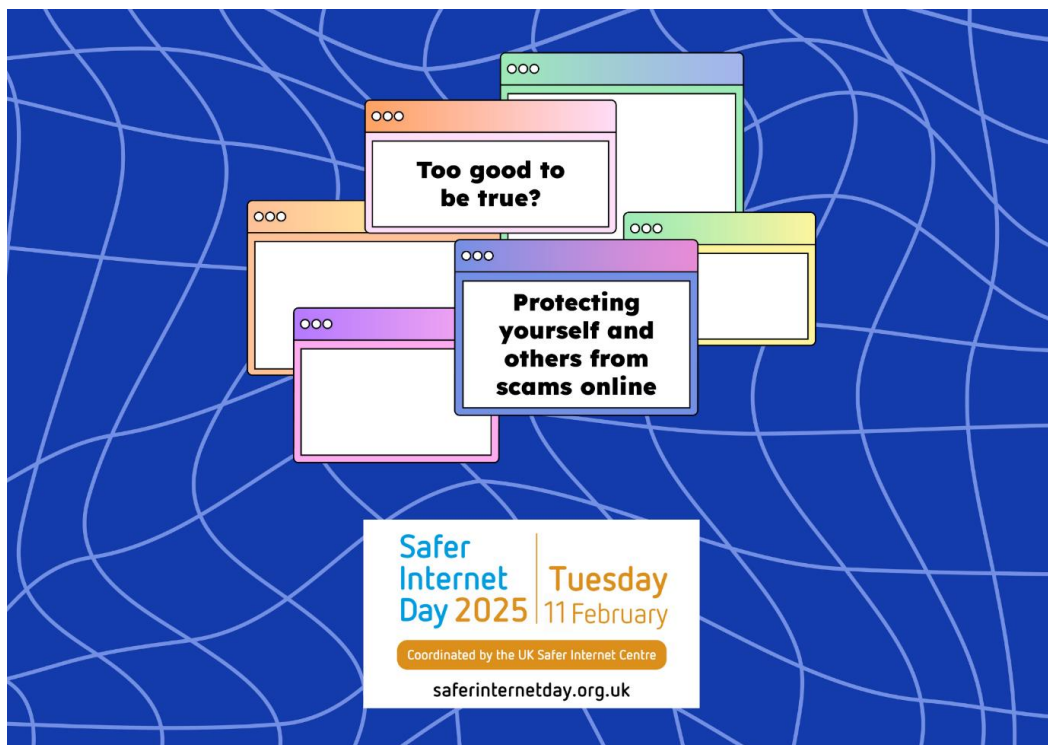 Too good to
be true?
Protecting
yourself and
others from
scams online
Safer
Internet
Day 2025
Tuesday
11 February
Coordinated by the UK Safer Internet Centre
saferinternetday.org.uk